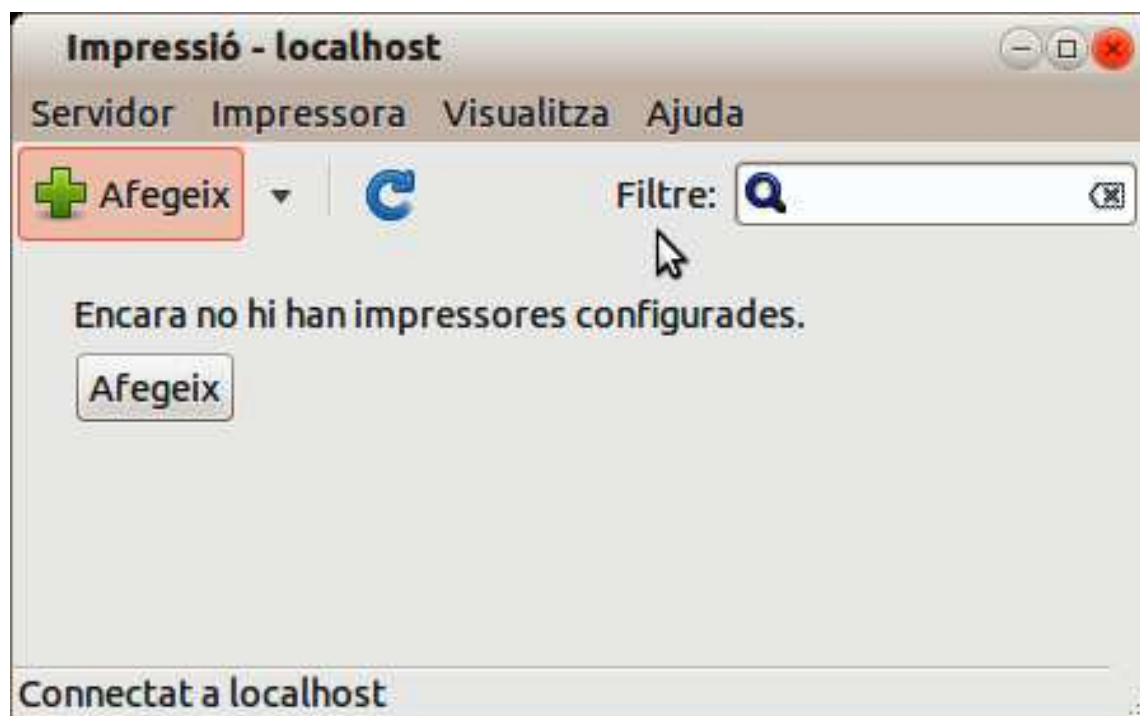 Impressió - localhost
Servidor Impressora Visualitza Ajuda
Afegeix Filtre:
Encara no hi han impressores configurades.
Afegeix
Connectat a localhost